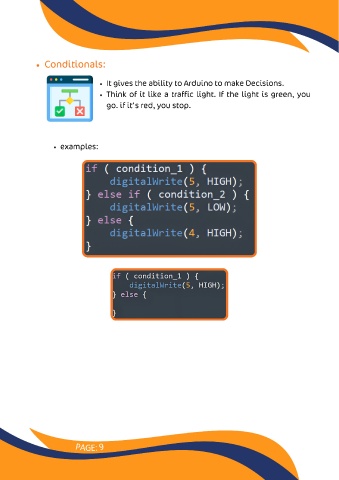 • Conditionals:
• It gives the ability to Arduino to make Decisions.
• Think of it like a traffic light. If the light is green, you
go. if it's red, you stop.
• examples:
if ( condition_1 ) {
    digitalWrite(5, HIGH);
} else if ( condition_2 ) {
    digitalWrite(5, LOW);
} else {
    digitalWrite(4, HIGH);
}
if ( condition_1 ) {
    digitalWrite(5, HIGH);
} else {

}
PAGE: 9